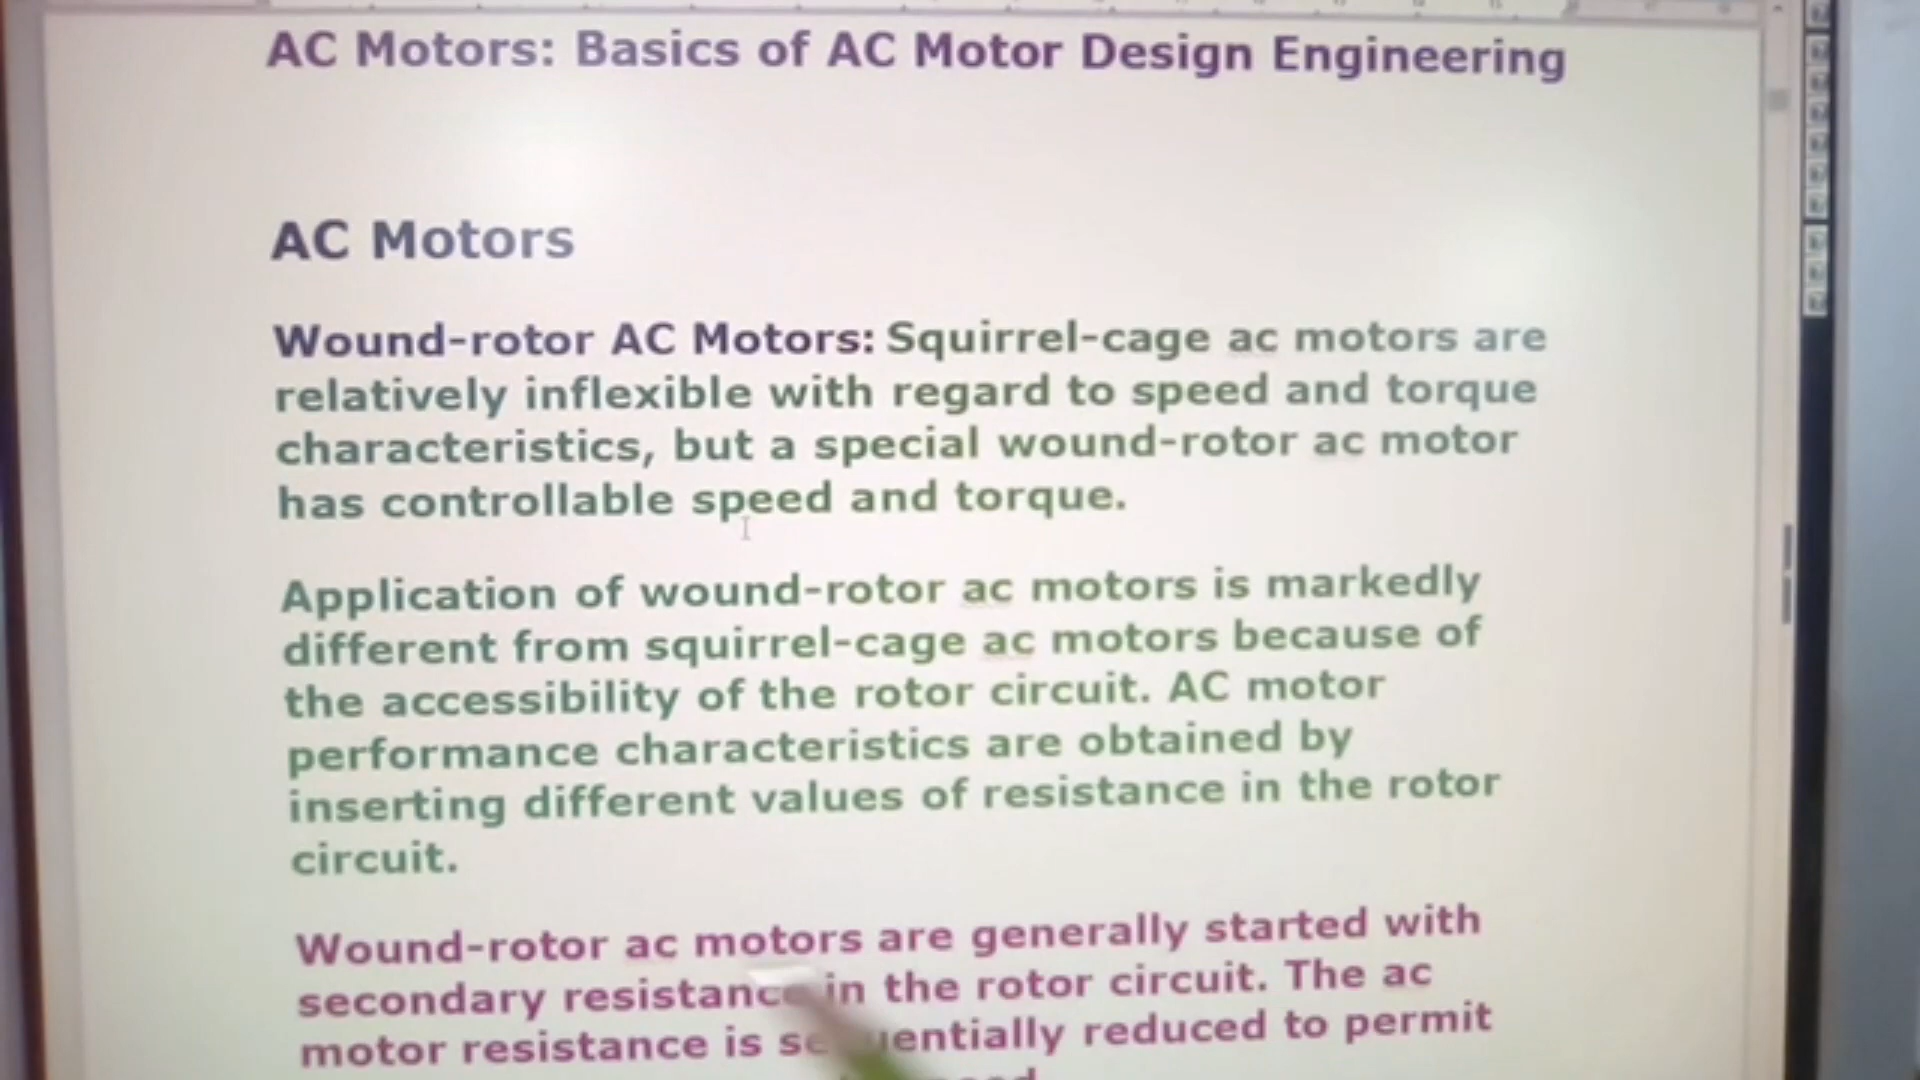 AC Motors: Basics of AC Motor Design Engineering
AC Motors
Wound-rotor AC Motors: Squirrel-cage ac motors are
relatively inflexible with regard to speed and torque
characteristics, but a special wound-rotor ac motor
has controllable speed and torque.
Application of wound-rotor ac motors is markedly
different from squirrel-cage ac motors because of
the accessibility of the rotor circuit. AC motor
performance characteristics are obtained by
inserting different values of resistance in the rotor
circuit.
Wound-rotor ac motors are generally started with
secondary resistance in the rotor circuit. The ac
motor resistance is sequentially reduced to permit